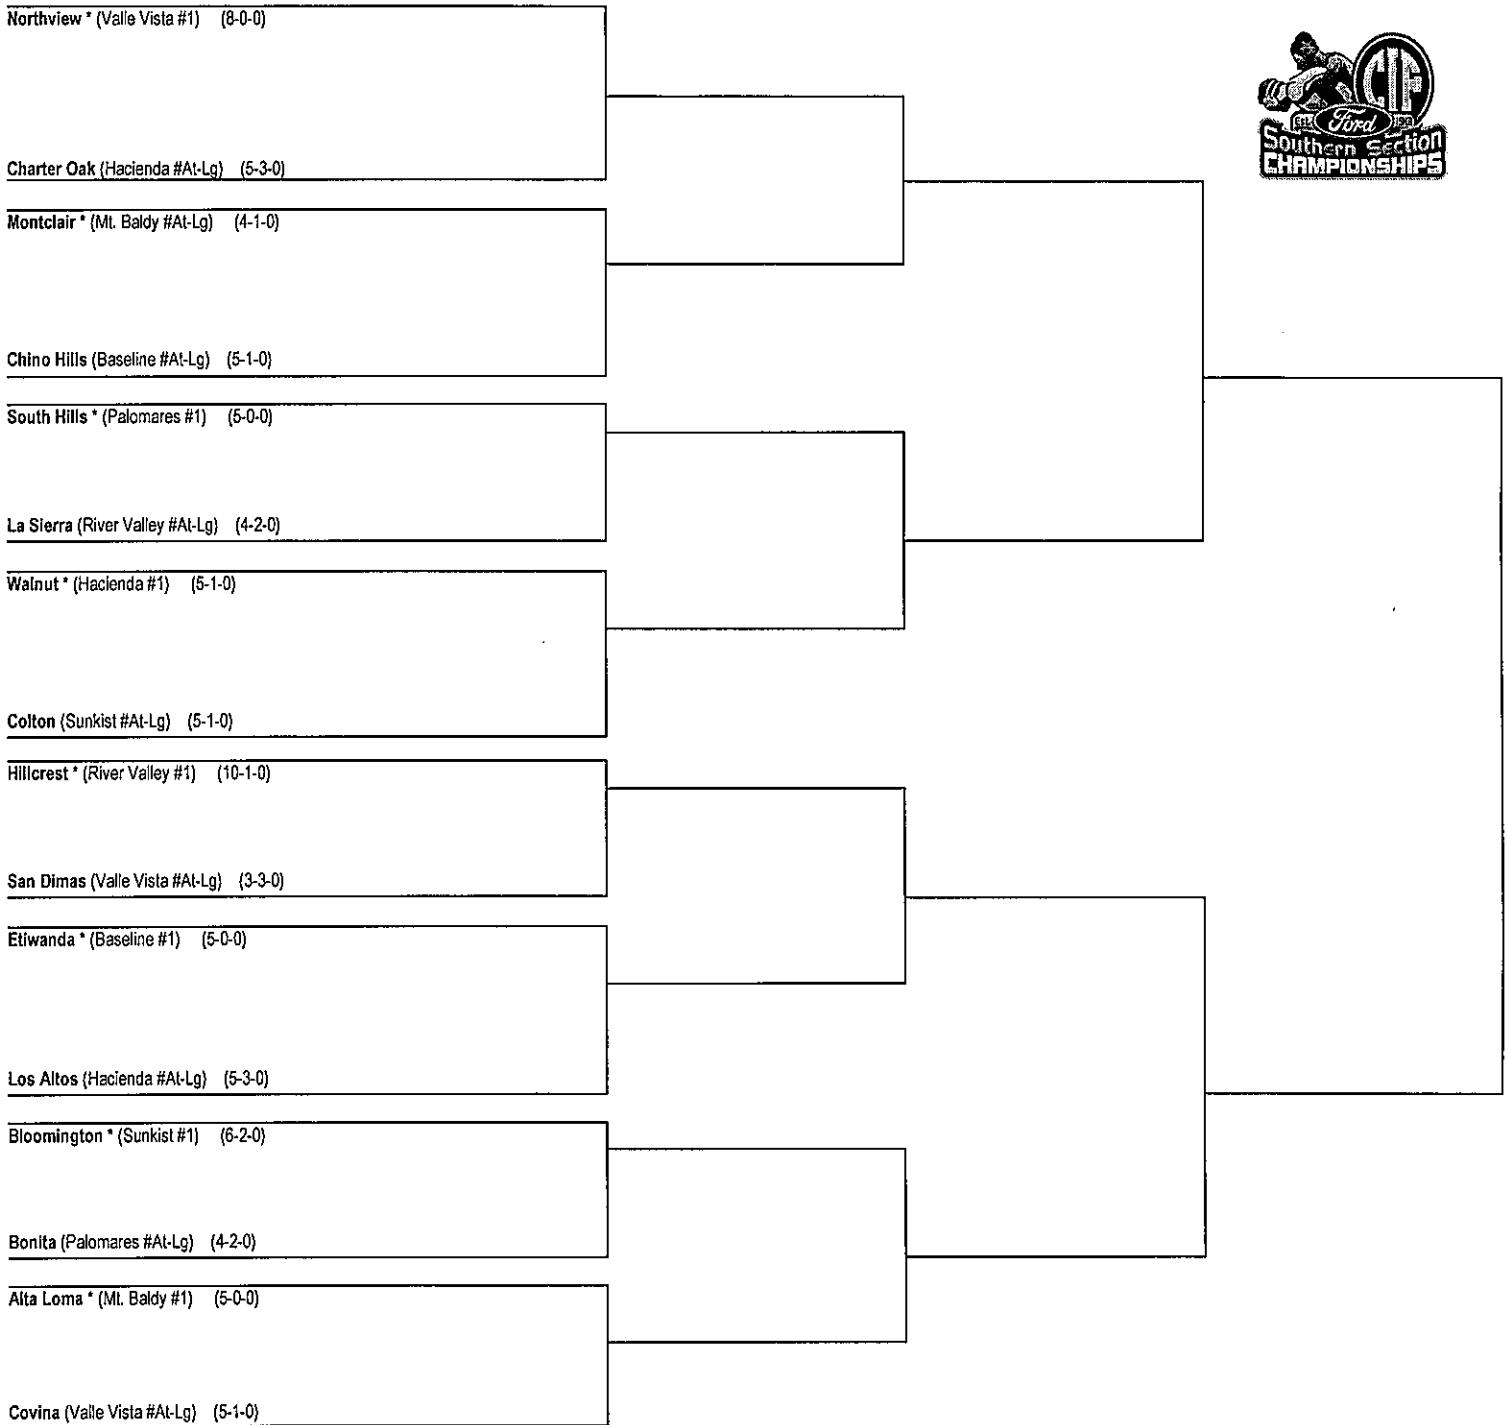 Northview * (Valle Vista #1) (8-0-0)
CIF
EST. Ford 1913
Southern Section
CHAMPIONSHIPS
Charter Oak (Hacienda #At-Lg) (5-3-0)
Montclair * (Mt. Baldy #At-Lg) (4-1-0)
Chino Hills (Baseline #At-Lg) (5-1-0)
South Hills * (Palomares #1) (5-0-0)
La Sierra (River Valley #At-Lg) (4-2-0)
Walnut * (Hacienda #1) (5-1-0)
Colton (Sunkist #At-Lg) (5-1-0)
Hillcrest * (River Valley #1) (10-1-0)
San Dimas (Valle Vista #At-Lg) (3-3-0)
Etiwanda * (Baseline #1) (5-0-0)
Los Altos (Hacienda #At-Lg) (5-3-0)
Bloomington * (Sunkist #1) (6-2-0)
Bonita (Palomares #At-Lg) (4-2-0)
Alta Loma * (Mt. Baldy #1) (5-0-0)
Covina (Valle Vista #At-Lg) (5-1-0)